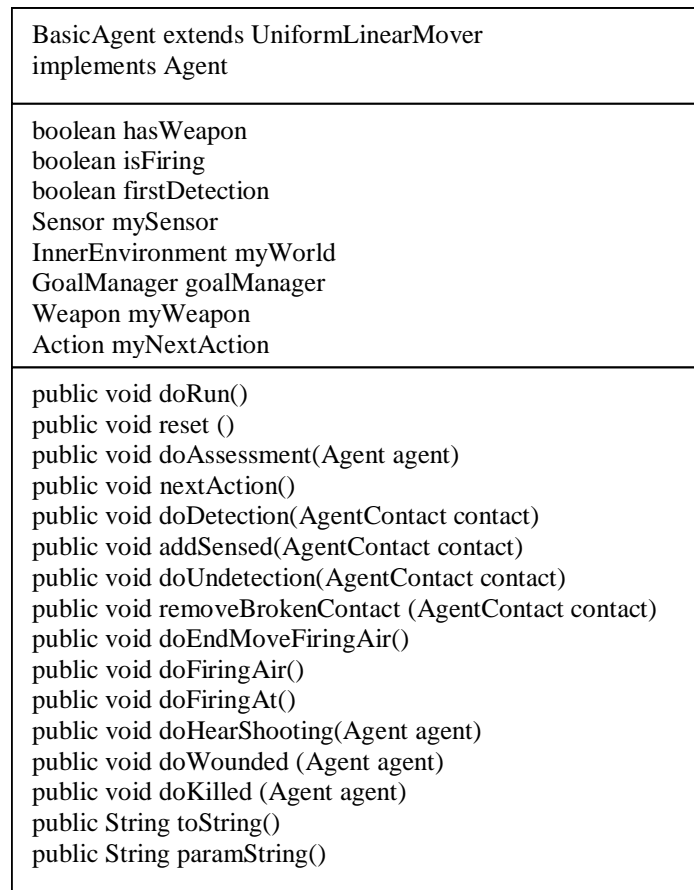 BasicAgent extends UniformLinearMover
implements Agent
boolean hasWeapon
boolean isFiring
boolean firstDetection
Sensor mySensor
InnerEnvironment myWorld
GoalManager goalManager
Weapon myWeapon
Action myNextAction
public void doRun()
public void reset ()
public void doAssessment(Agent agent)
public void nextAction()
public void doDetection(AgentContact contact)
public void addSensed(AgentContact contact)
public void doUndetection(AgentContact contact)
public void removeBrokenContact (AgentContact contact)
public void doEndMoveFiringAir()
public void doFiringAir()
public void doFiringAt()
public void doHearShooting(Agent agent)
public void doWounded (Agent agent)
public void doKilled (Agent agent)
public String toString()
public String paramString()